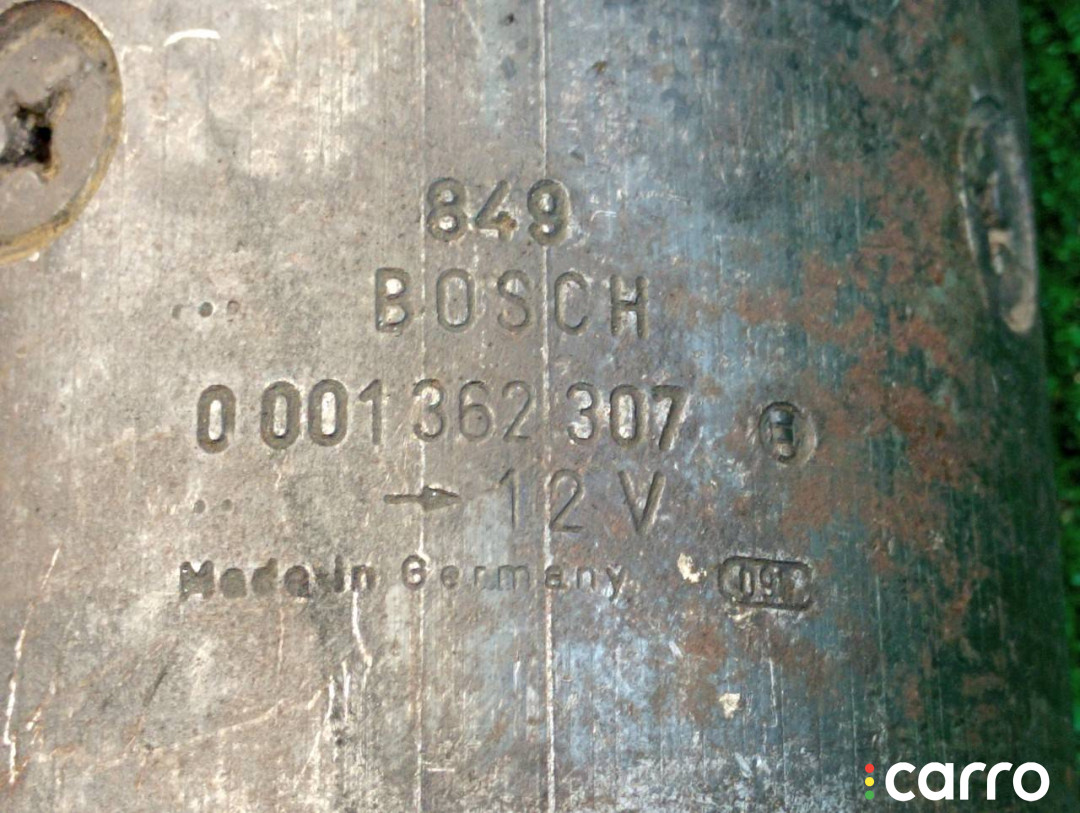 849
BOSCH
0 001 362 307
→ 12 V
Made in Germany
carro